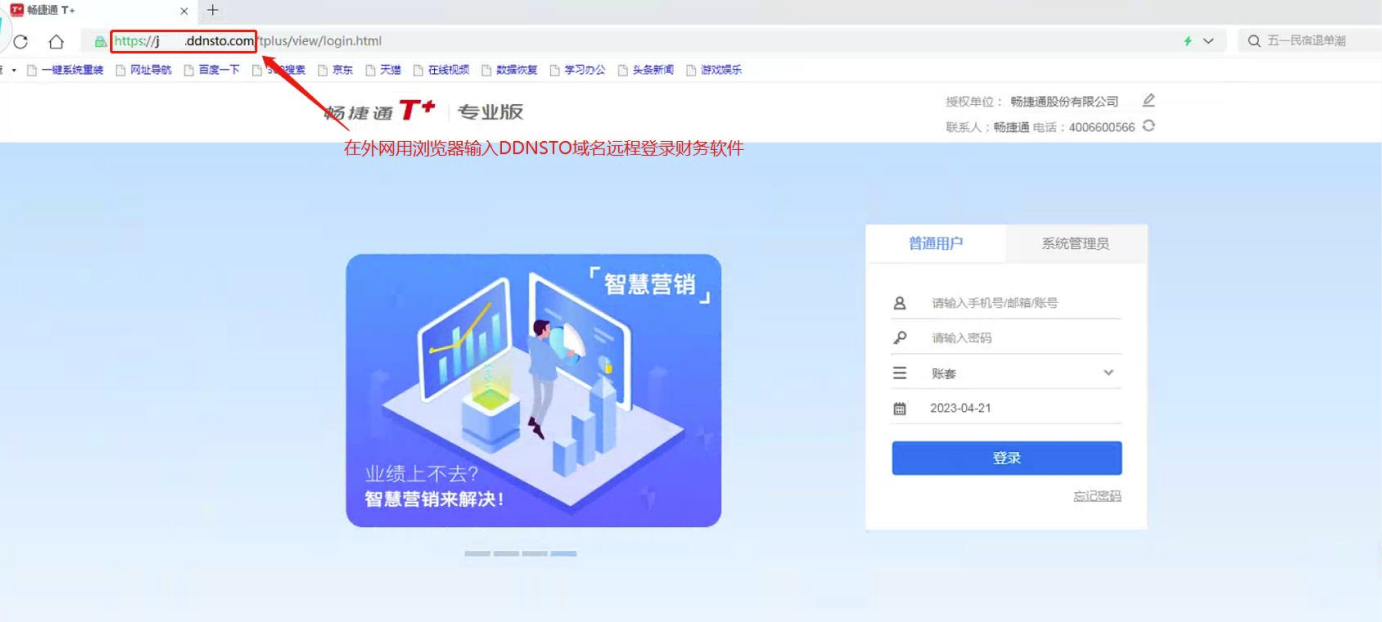 畅捷通 T+
https://j .ddnsto.com/tplus/view/login.html
五一民宿退单潮
一键系统重装 网址导航 百度一下 搜索 京东 天猫 在线视频 数据恢复 学习办公 头条新闻 游戏娱乐
畅捷通 T+ 专业版
授权单位： 畅捷通股份有限公司
联系人：畅捷通 电话：4006600566
在外网用浏览器输入DDNSTO域名远程登录财务软件
普通用户 系统管理员
「智慧营销」
请输入手机号/邮箱/账号
请输入密码
账套
2023-04-21
登录
业绩上不去?
智慧营销来解决!
忘记密码